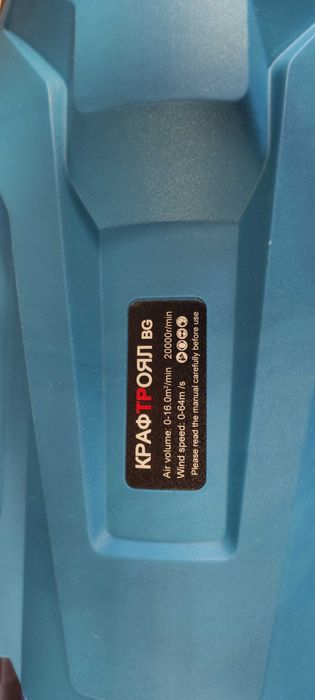 КРАФТРОЯЛ BG
Air volume: 0-16.0m³/min 20000r/min
Wind speed: 0-64m /s
Please read the manual carefully before use